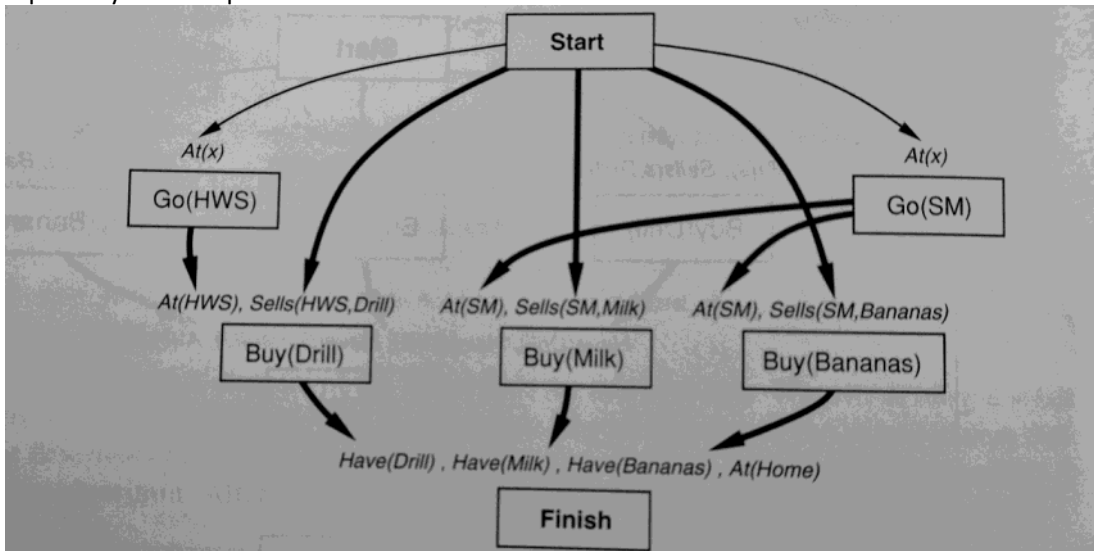 Start
At(x)
At(x)
Go(HWS)
Go(SM)
At(HWS), Sells(HWS,Drill)
At(SM), Sells(SM,Milk)
At(SM), Sells(SM,Bananas)
Buy(Drill)
Buy(Milk)
Buy(Bananas)
Have(Drill) , Have(Milk) , Have(Bananas) , At(Home)
Finish